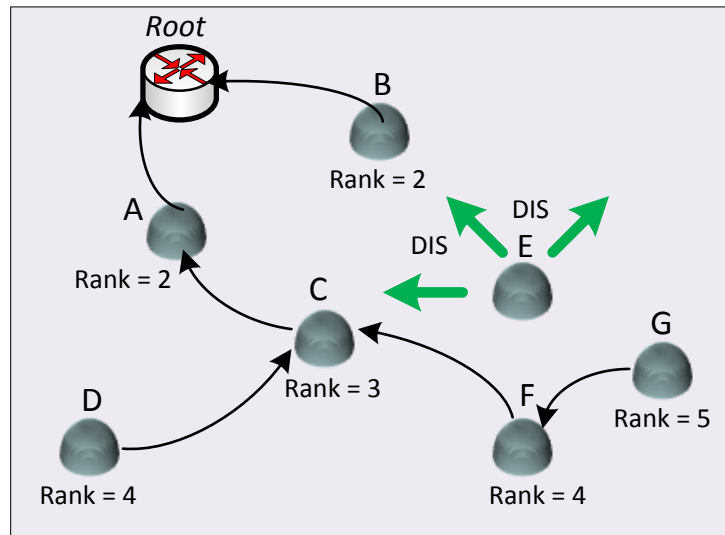 Root
B
Rank = 2
A
Rank = 2
DIS
DIS
E
C
Rank = 3
G
Rank = 5
D
Rank = 4
F
Rank = 4